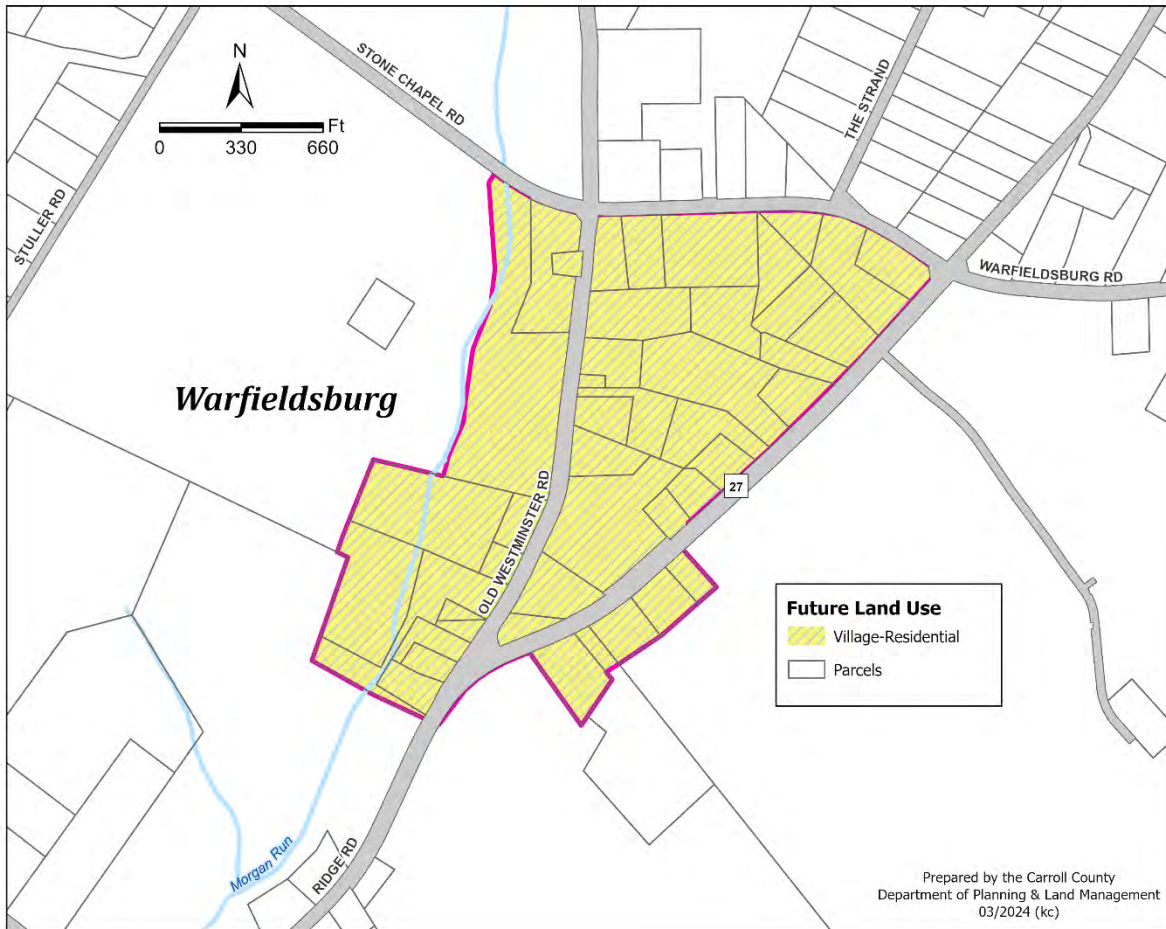 STONE CHAPEL RD
N
Ft
0 330 660
THE STRAND
STULLER RD
WARFIELDSBURG RD
Warfieldsburg
27
OLD WESTMINSTER RD
Future Land Use
Village-Residential
Parcels
Morgan Run
RIDGE RD
Prepared by the Carroll County
Department of Planning & Land Management
03/2024 (kc)